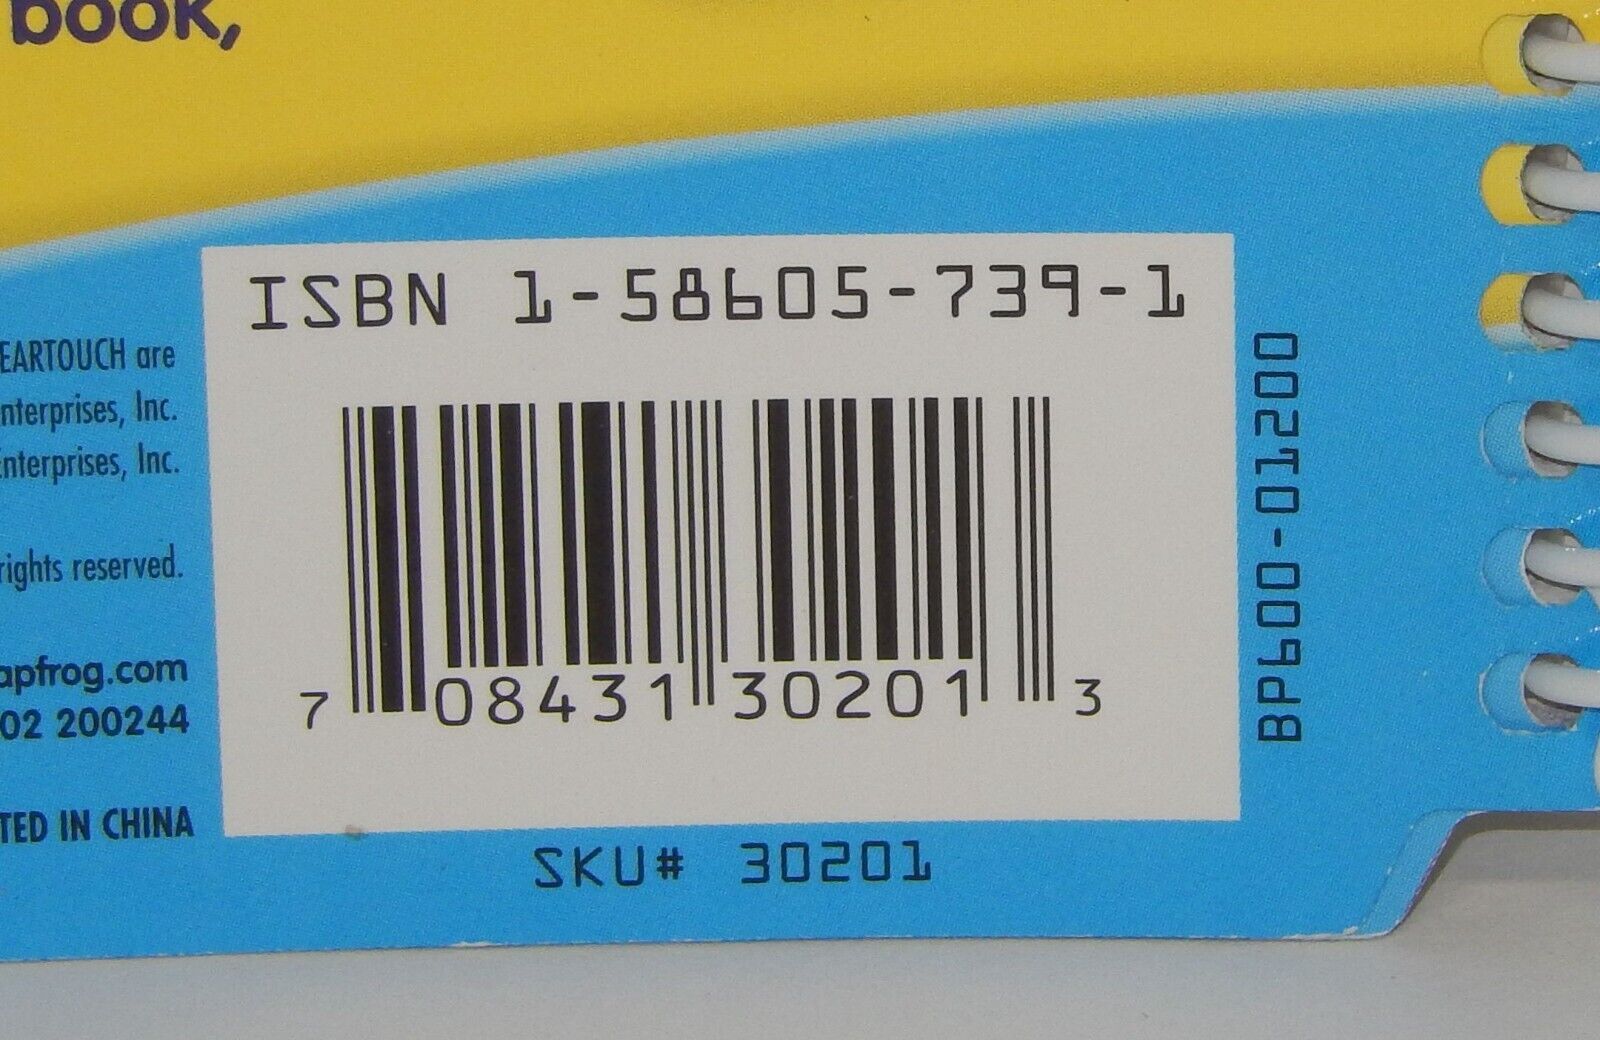 book,
ISBN 1-58605-739-1
EARTOUCH are
nterprises, Inc.
Enterprises, Inc.
rights reserved.
apfrog.com
02 200244
TED IN CHINA
7 08431 30201 3
BP600-01200
SKU# 30201